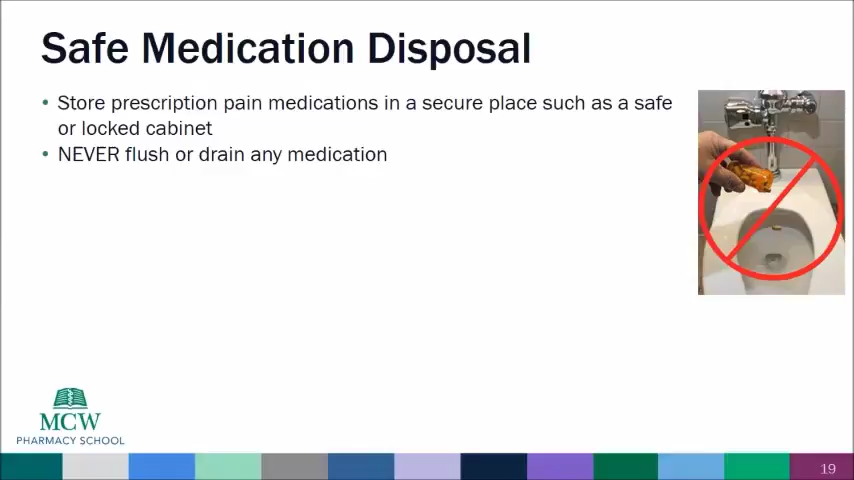 Safe Medication Disposal
• Store prescription pain medications in a secure place such as a safe
or locked cabinet
• NEVER flush or drain any medication
MCW
PHARMACY SCHOOL
19